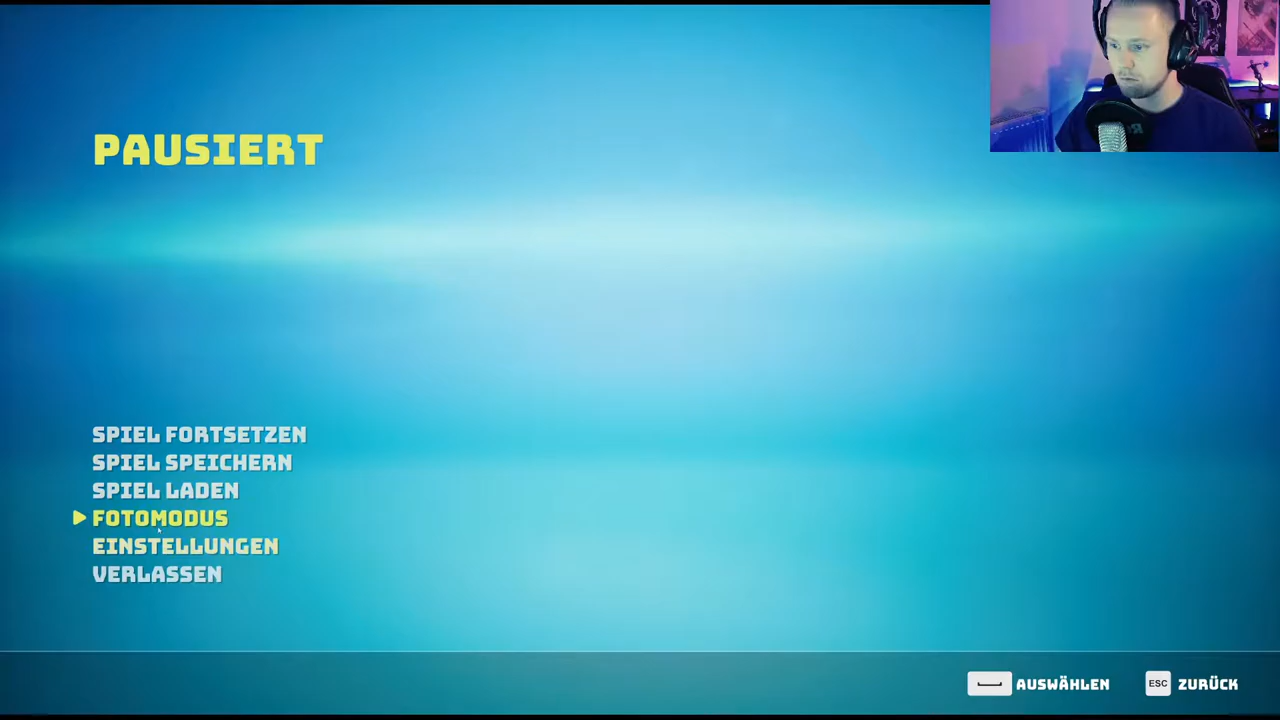 PAUSIERT
SPIEL FORTSETZEN
SPIEL SPEICHERN
SPIEL LADEN
FOTOMODUS
EINSTELLUNGEN
VERLASSEN
AUSWÄHLEN
ESC ZURÜCK